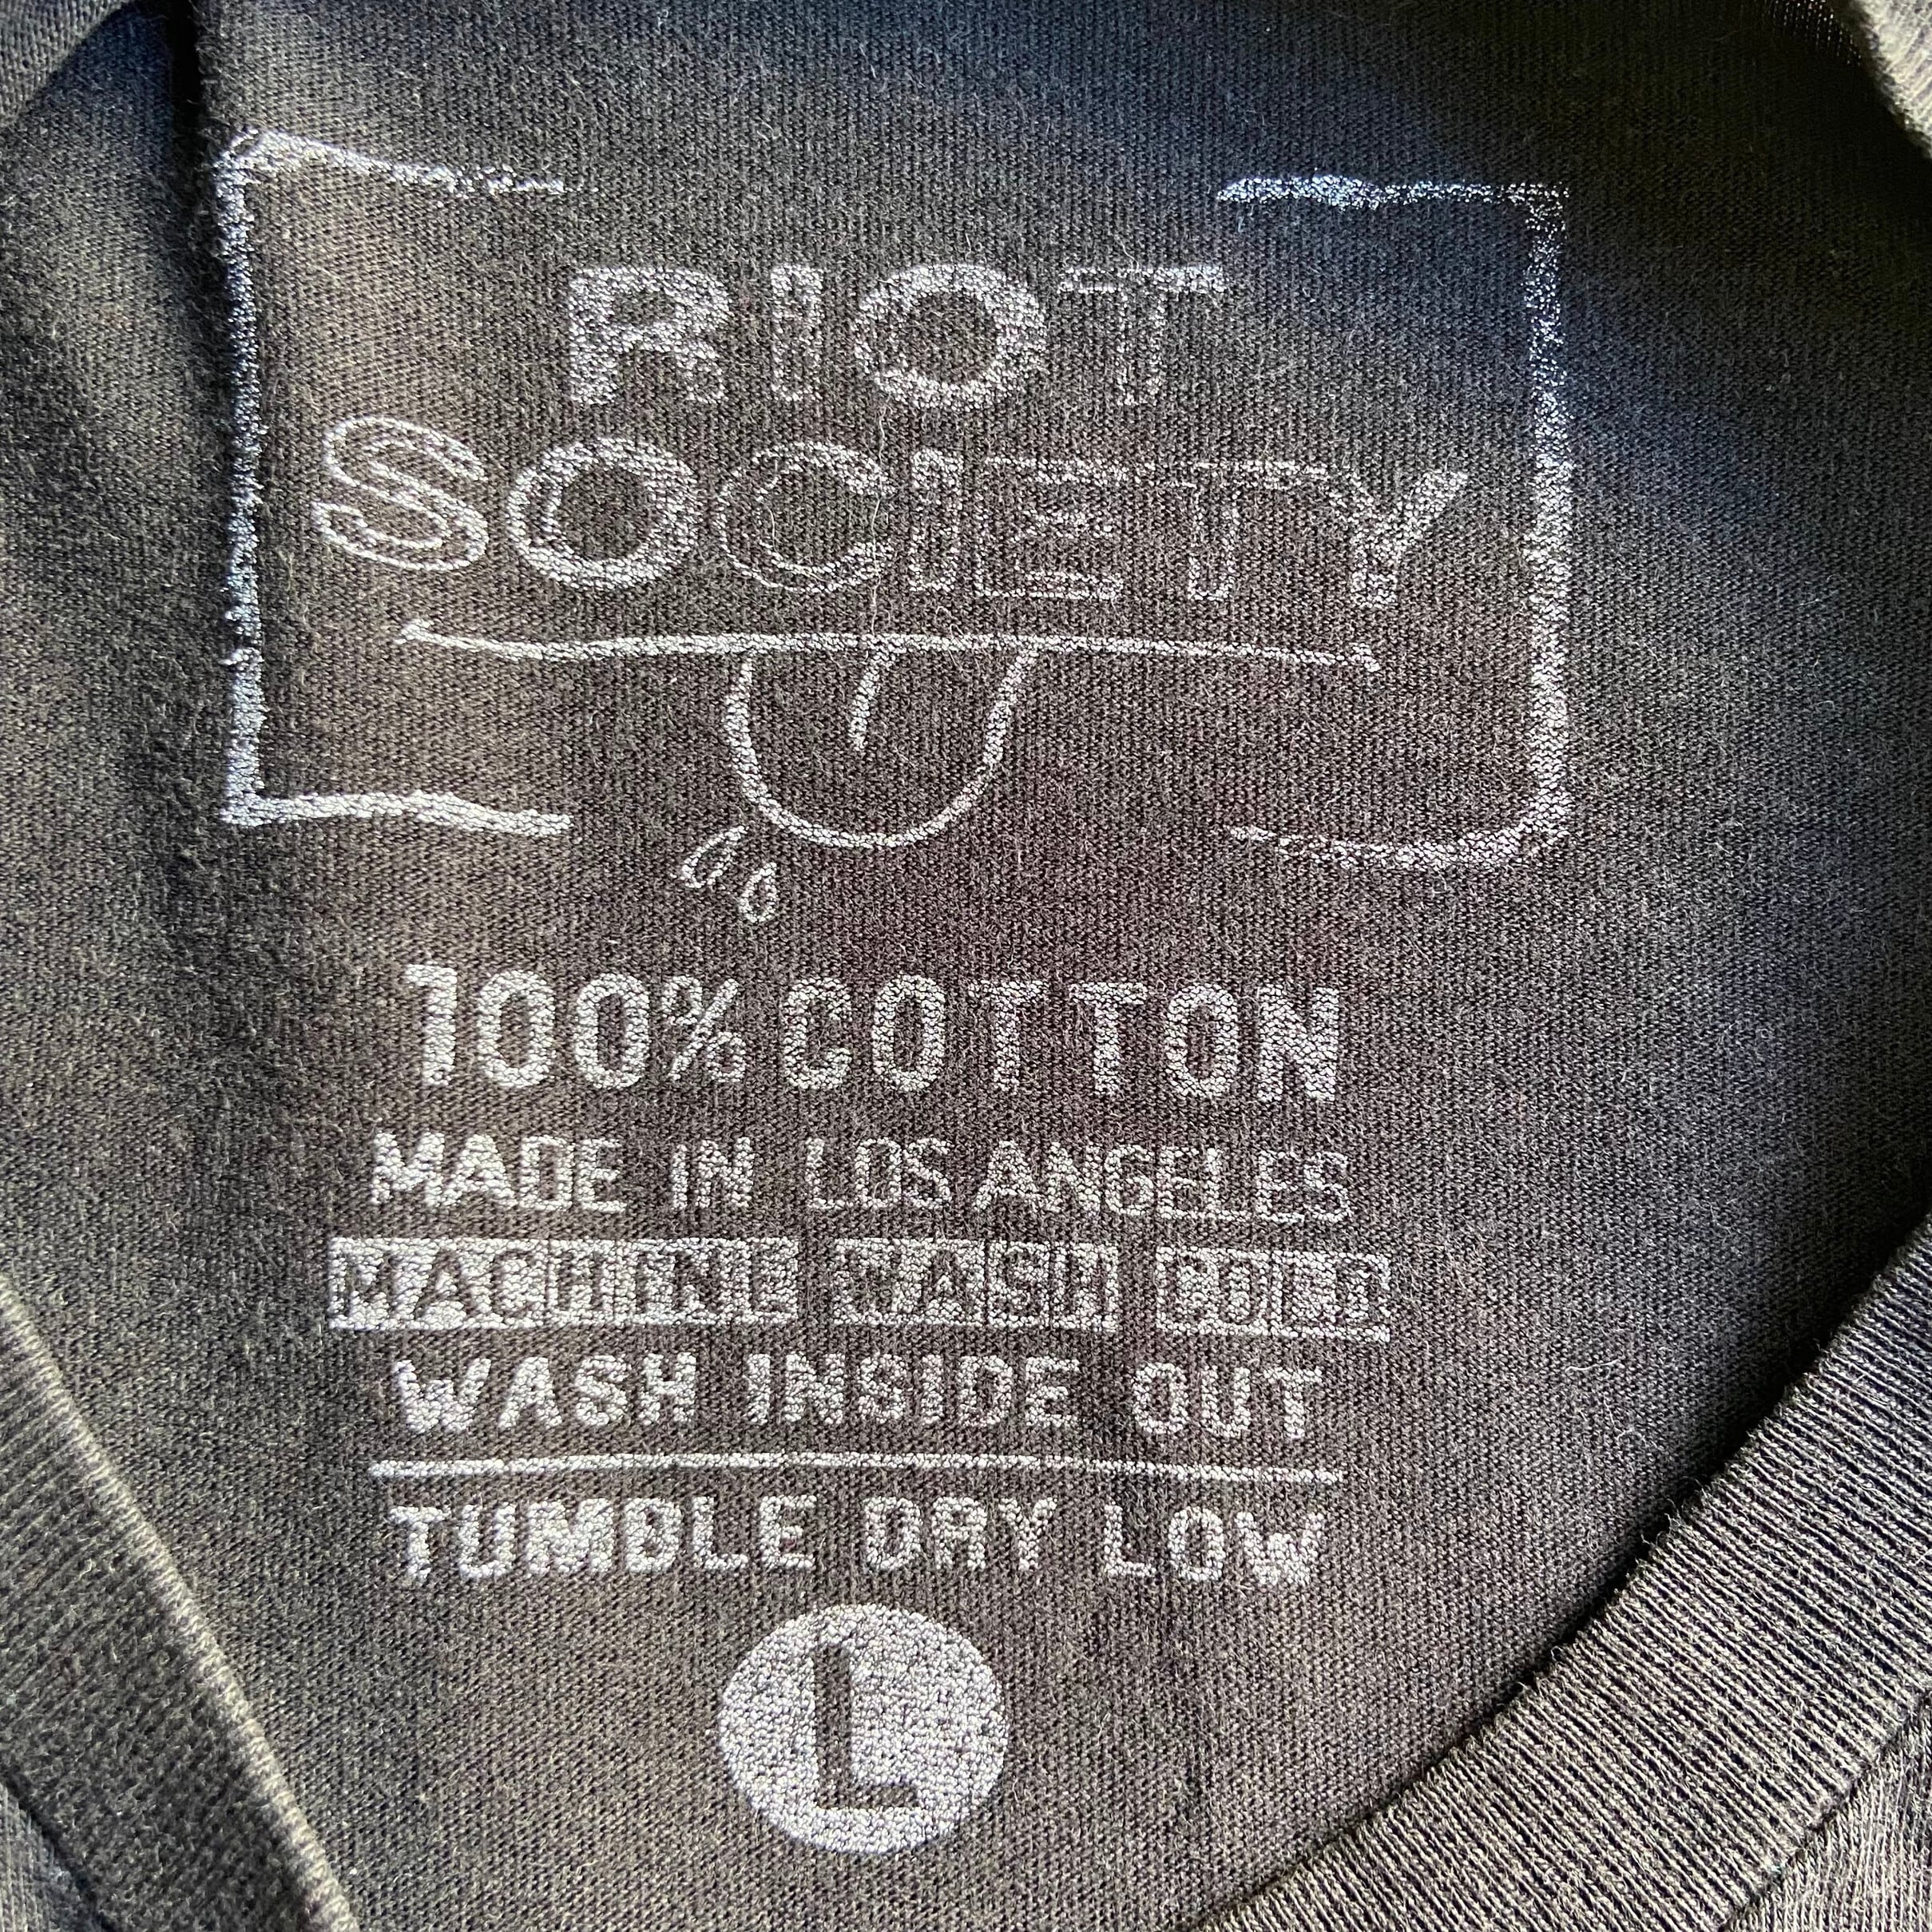 RIOT
SOCIETY
100% COTTON
MADE IN LOS ANGELES
MACHINE WASH COLD
WASH INSIDE OUT
TUMBLE DRY LOW
L